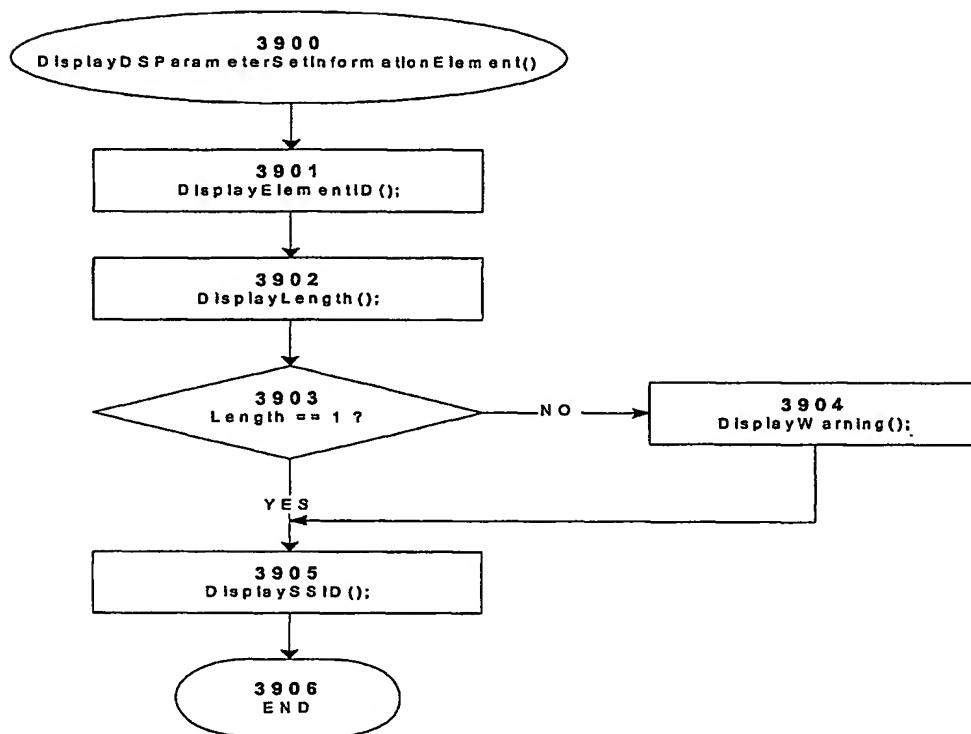 3900
DisplayDSParameterSetInformationElement()
3901
DisplayElementID();
3902
DisplayLength();
3903
Length == 1 ?
NO
3904
DisplayWarning();
YES
3905
DisplaySSID();
3906
END